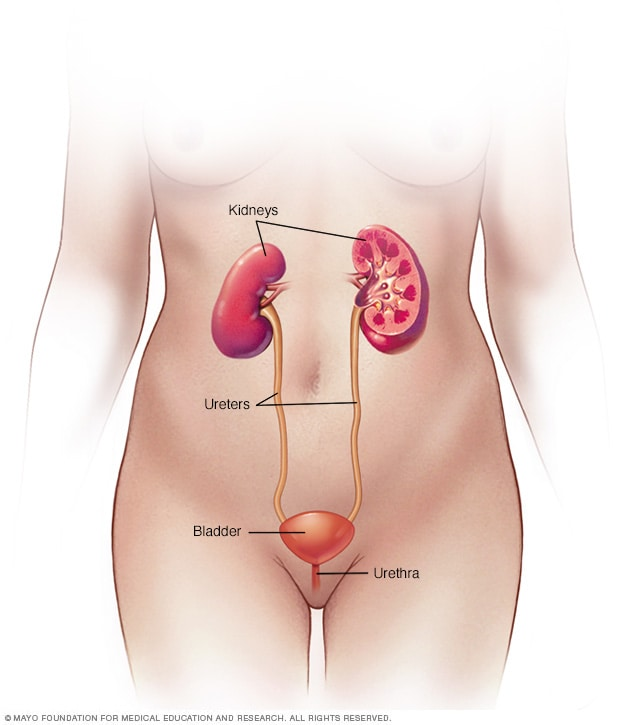 Kidneys
Ureters
Bladder
Urethra
© MAYO FOUNDATION FOR MEDICAL EDUCATION AND RESEARCH. ALL RIGHTS RESERVED.